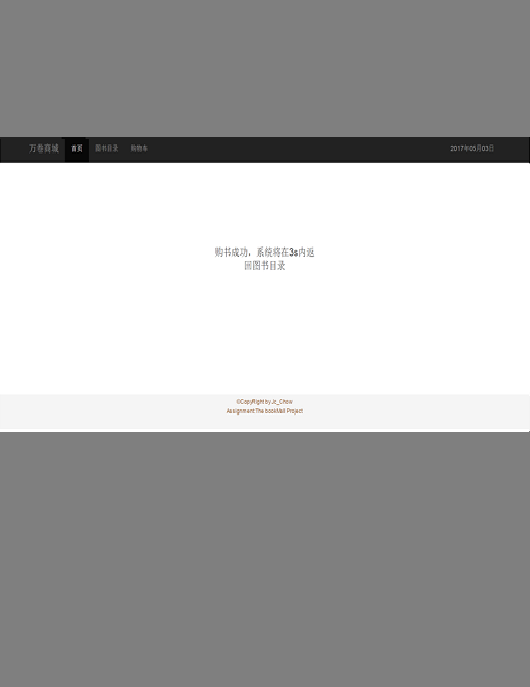 万卷商城 首页 图书目录 购物车 2017年05月03日
购书成功，系统将在3s内返
回图书目录
©CopyRight by Jc_Chow
Assignment:The bookMall Project